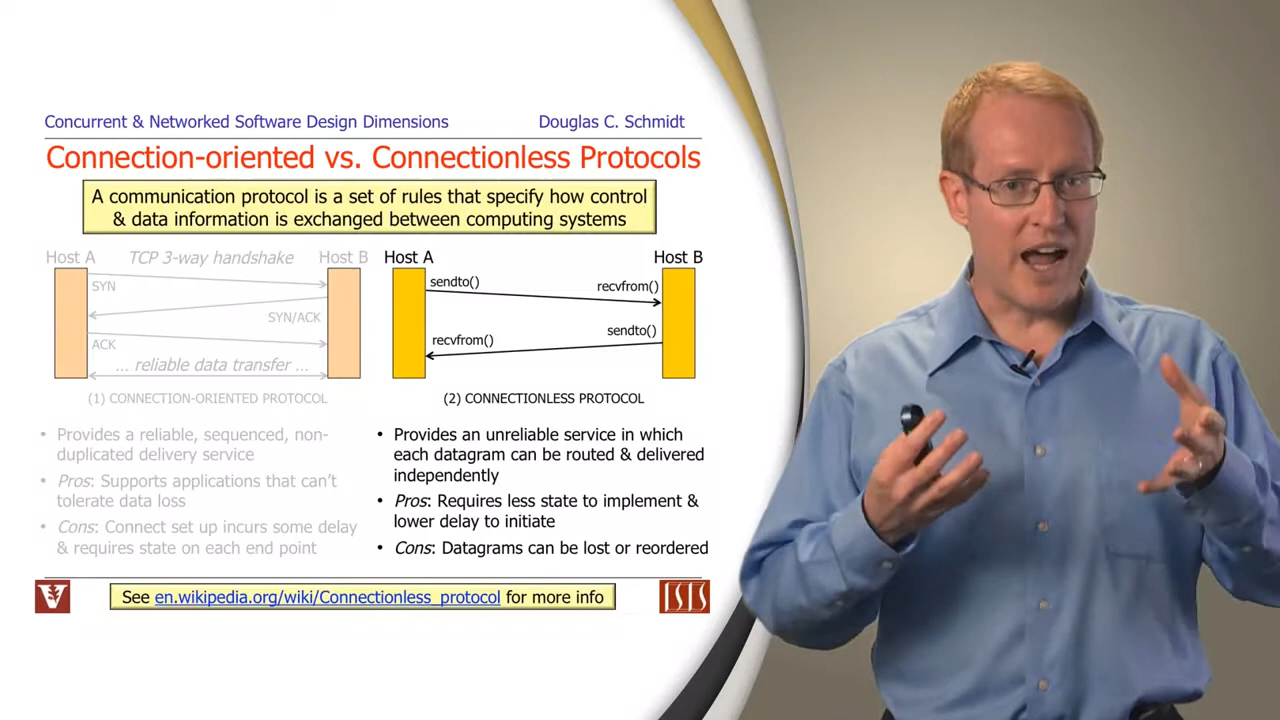 Concurrent & Networked Software Design Dimensions Douglas C. Schmidt
Connection-oriented vs. Connectionless Protocols
A communication protocol is a set of rules that specify how control
& data information is exchanged between computing systems
Host A TCP 3-way handshake Host B
SYN
SYN/ACK
ACK
... reliable data transfer ...
(1) CONNECTION-ORIENTED PROTOCOL
• Provides a reliable, sequenced, non-
duplicated delivery service
• Pros: Supports applications that can't
tolerate data loss
• Cons: Connect set up incurs some delay
& requires state on each end point
Host A Host B
sendto() recvfrom()
recvfrom() sendto()
(2) CONNECTIONLESS PROTOCOL
• Provides an unreliable service in which
each datagram can be routed & delivered
independently
• Pros: Requires less state to implement &
lower delay to initiate
• Cons: Datagrams can be lost or reordered
V
See en.wikipedia.org/wiki/Connectionless_protocol for more info
ISIS